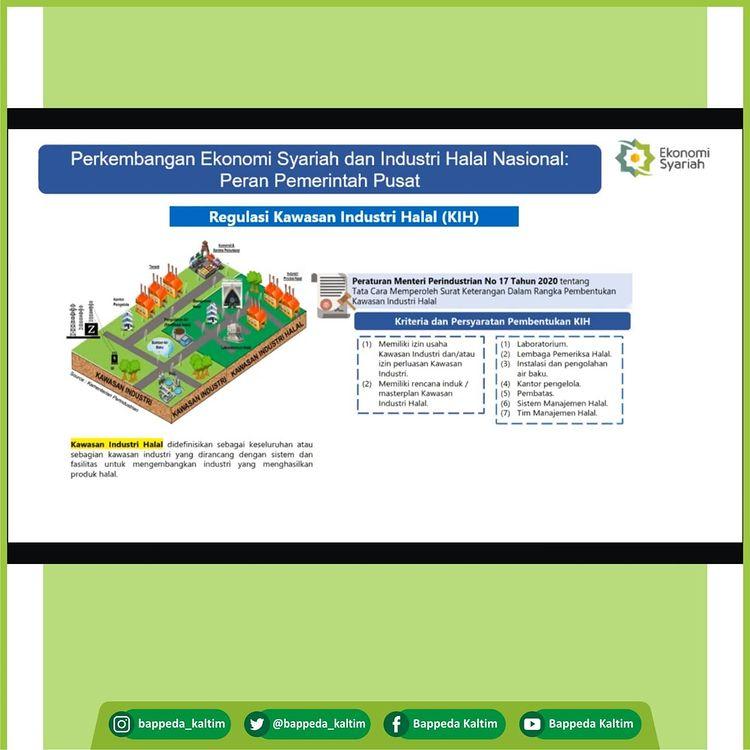 Perkembangan Ekonomi Syariah dan Industri Halal Nasional:
Peran Pemerintah Pusat
Ekonomi
Syariah
Regulasi Kawasan Industri Halal (KIH)
KAWASAN INDUSTRI
KAWASAN INDUSTRI
KAWASAN INDUSTRI HALAL
Source : Kementerian Perindustrian
Kawasan Industri Halal didefinisikan sebagai keseluruhan atau
sebagian kawasan industri yang dirancang dengan sistem dan
fasilitas untuk mengembangkan industri yang menghasilkan
produk halal.
Peraturan Menteri Perindustrian No 17 Tahun 2020 tentang
Tata Cara Memperoleh Surat Keterangan Dalam Rangka Pembentukan
Kawasan Industri Halal
Kriteria dan Persyaratan Pembentukan KIH
(1) Memiliki izin usaha
Kawasan Industri dan/atau
izin perluasan Kawasan
Industri.
(2) Memiliki rencana induk /
masterplan Kawasan
Industri Halal.
(1) Laboratorium.
(2) Lembaga Pemeriksa Halal.
(3) Instalasi dan pengolahan
air baku.
(4) Kantor pengelola.
(5) Pembatas.
(6) Sistem Manajemen Halal.
(7) Tim Manajemen Halal.
bappeda_kaltim
@bappeda_kaltim
Bappeda Kaltim
Bappeda Kaltim